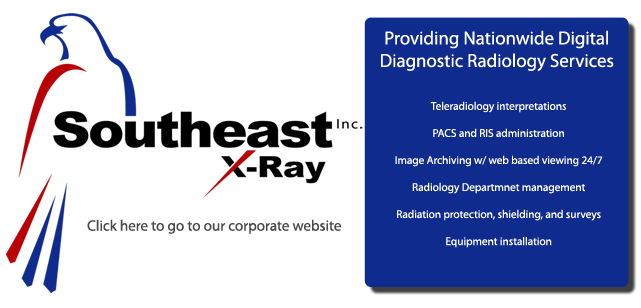 Southeast Inc.
X-Ray
Click here to go to our corporate website
Providing Nationwide Digital
Diagnostic Radiology Services
Teleradiology interpretations
PACS and RIS administration
Image Archiving w/ web based viewing 24/7
Radiology Departmnet management
Radiation protection, shielding, and surveys
Equipment installation